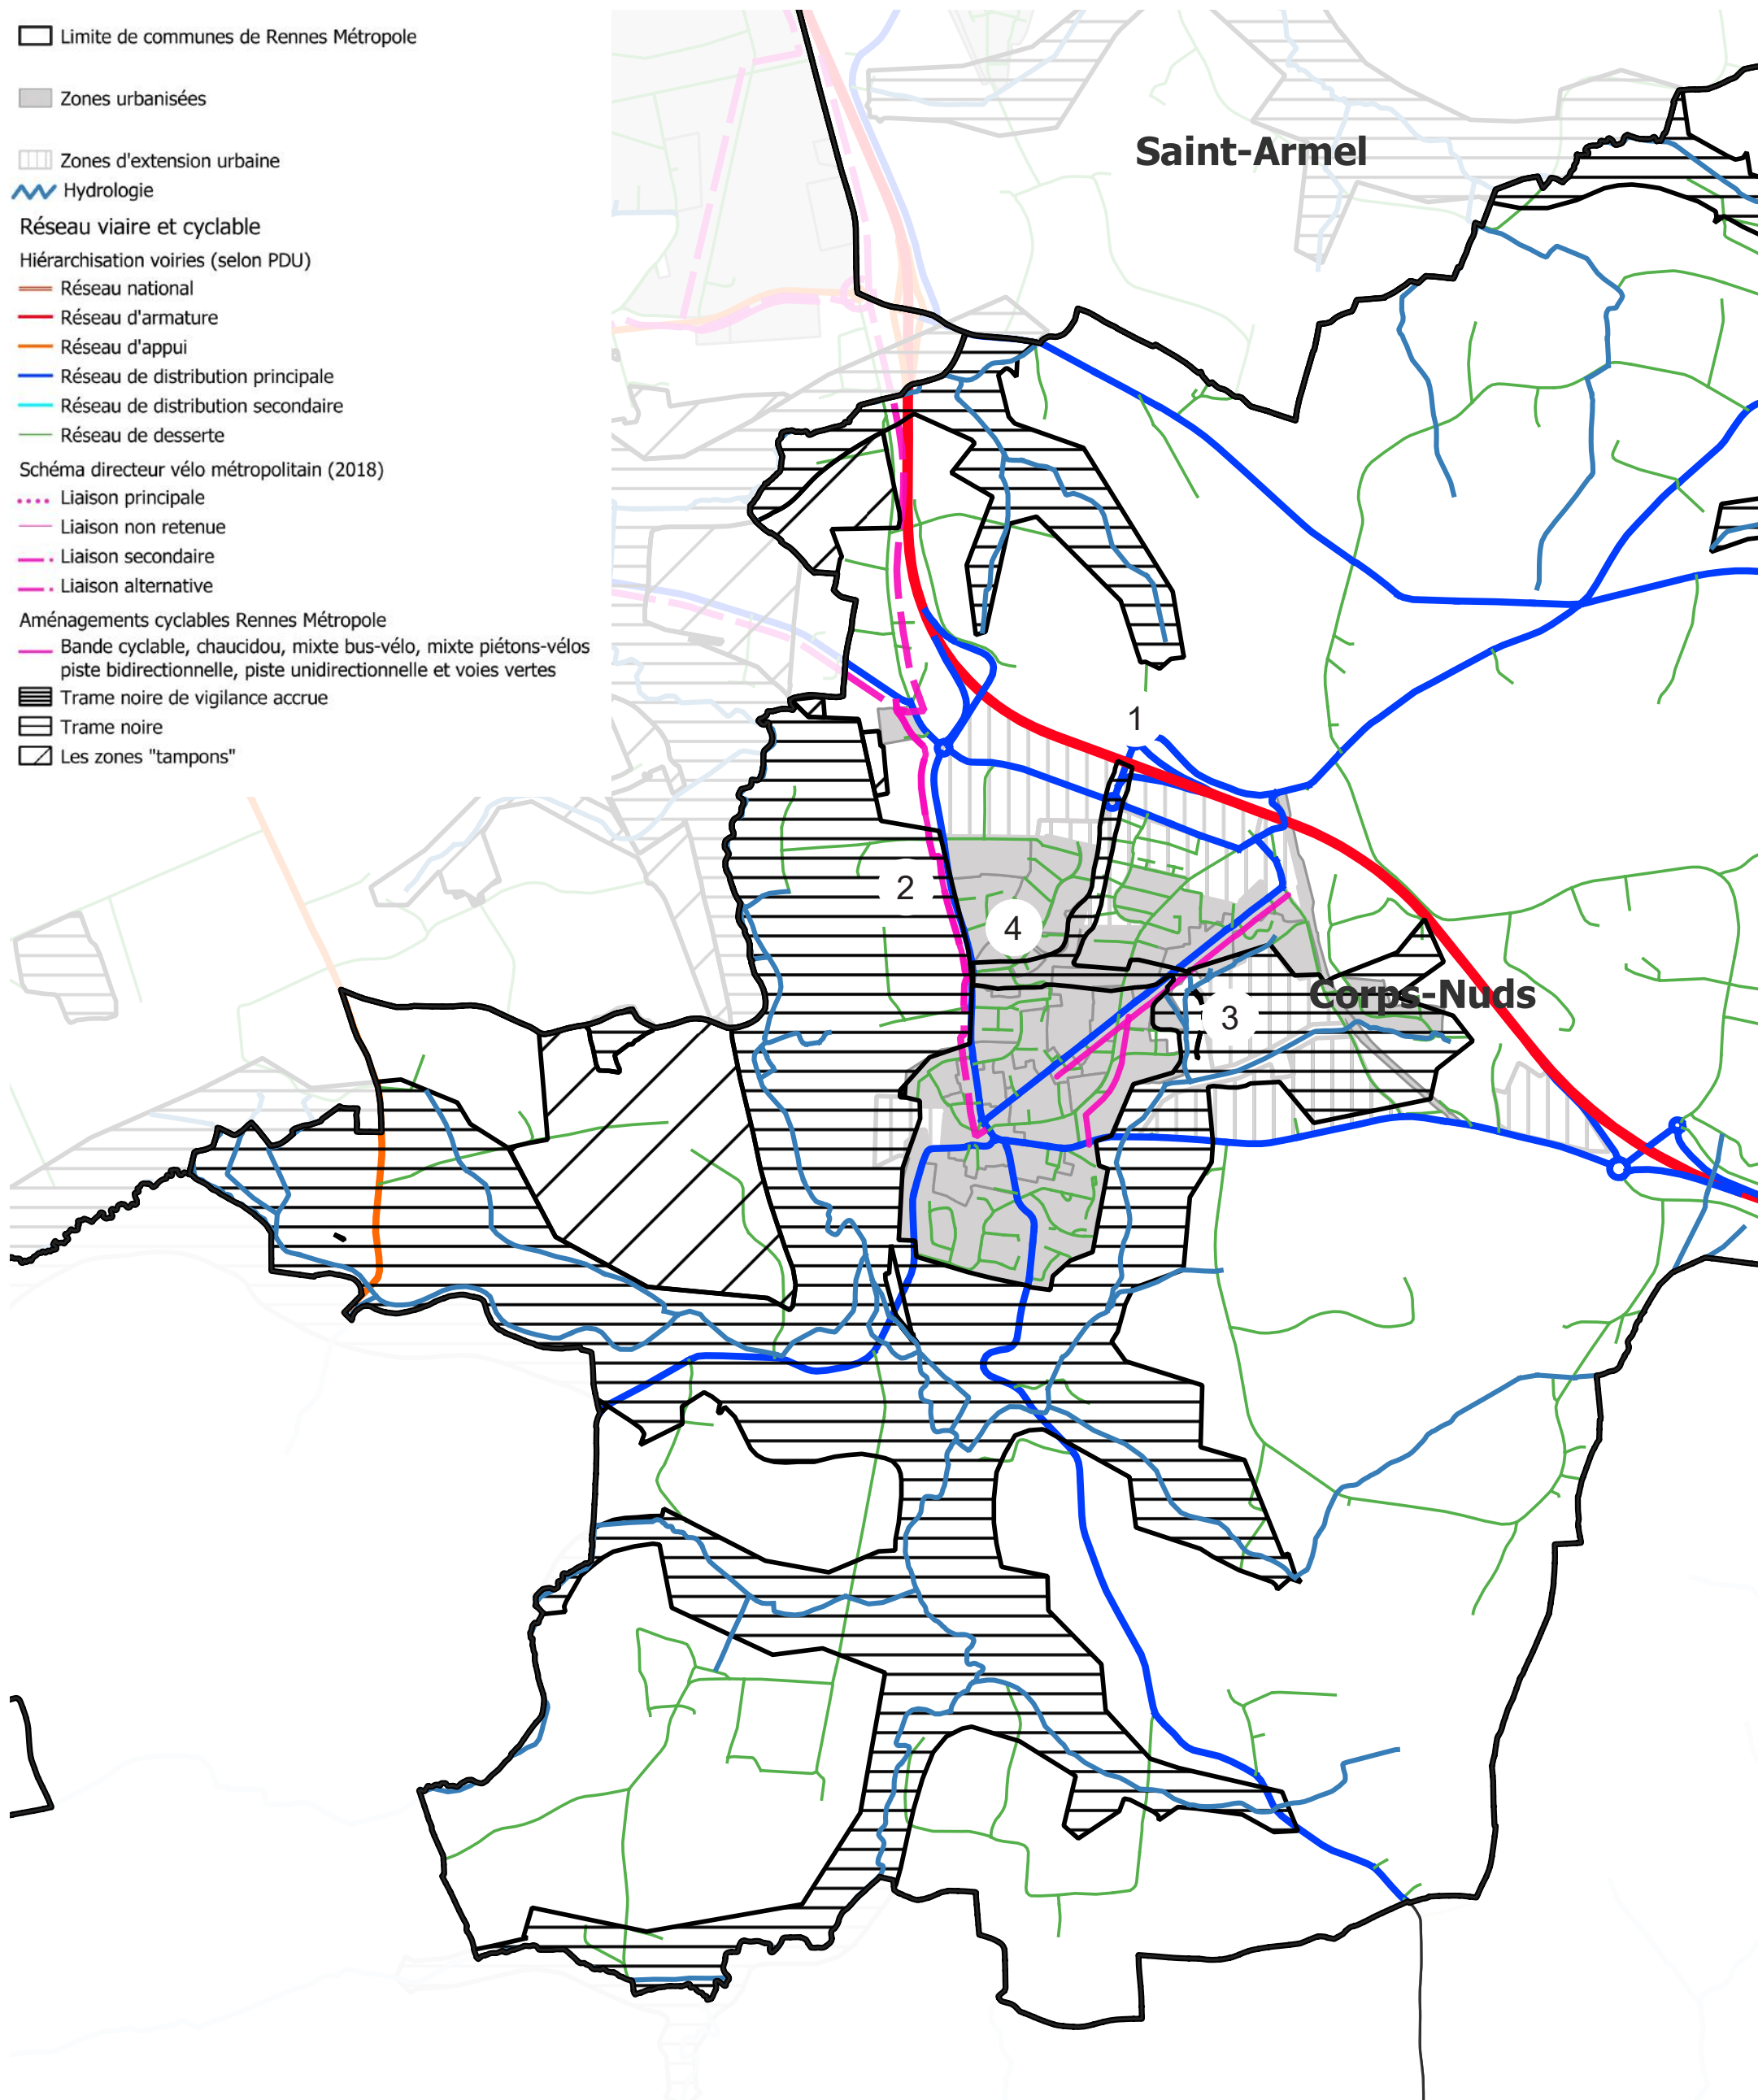 Limite de communes de Rennes Métropole
Zones urbanisées
Zones d'extension urbaine
Hydrologie
Réseau viaire et cyclable
Hiérarchisation voiries (selon PDU)
Réseau national
Réseau d'armature
Réseau d'appui
Réseau de distribution principale
Réseau de distribution secondaire
Réseau de desserte
Schéma directeur vélo métropolitain (2018)
Liaison principale
Liaison non retenue
Liaison secondaire
Liaison alternative
Aménagements cyclables Rennes Métropole
Bande cyclable, chaucidou, mixte bus-vélo, mixte piétons-vélos
piste bidirectionnelle, piste unidirectionnelle et voies vertes
Trame noire de vigilance accrue
Trame noire
Les zones "tampons"
Saint-Armel
1
2
4
Corps-Nuds
3